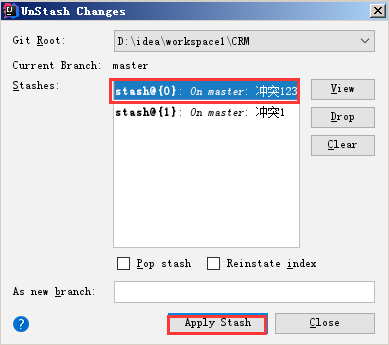 UnStash Changes
Git Root: D:\idea\workspace1\CRM
Current Branch: master
Stashes:
stash@{0}: On master: 冲突123
View
stash@{1}: On master: 冲突1
Drop
Clear
Pop stash Reinstate index
As new branch:
? Apply Stash Close